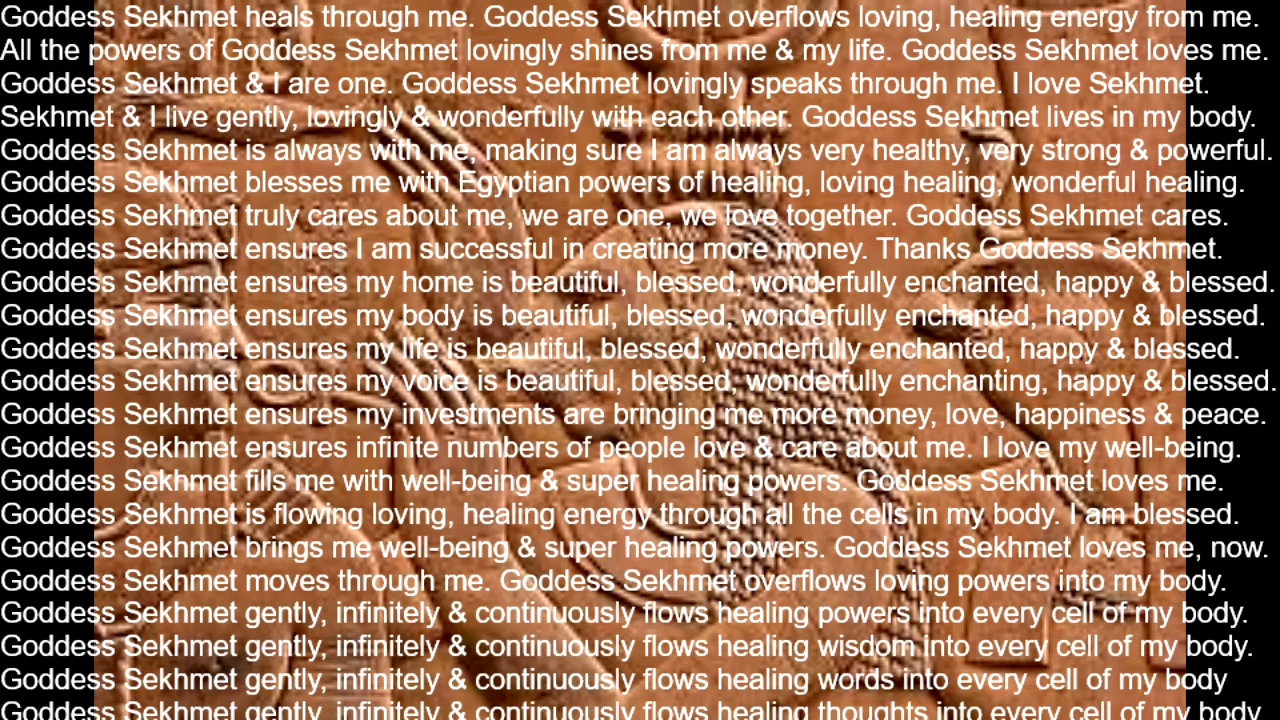 Goddess Sekhmet heals through me. Goddess Sekhmet overflows loving, healing energy from me.
All the powers of Goddess Sekhmet lovingly shines from me & my life. Goddess Sekhmet loves me.
Goddess Sekhmet & I are one. Goddess Sekhmet lovingly speaks through me. I love Sekhmet.
Sekhmet & I live gently, lovingly & wonderfully with each other. Goddess Sekhmet lives in my body.
Goddess Sekhmet is always with me, making sure I am always very healthy, very strong & powerful.
Goddess Sekhmet blesses me with Egyptian powers of healing, loving healing, wonderful healing.
Goddess Sekhmet truly cares about me, we are one, we love together. Goddess Sekhmet cares.
Goddess Sekhmet ensures I am successful in creating more money. Thanks Goddess Sekhmet.
Goddess Sekhmet ensures my home is beautiful, blessed, wonderfully enchanted, happy & blessed.
Goddess Sekhmet ensures my body is beautiful, blessed, wonderfully enchanted, happy & blessed.
Goddess Sekhmet ensures my life is beautiful, blessed, wonderfully enchanted, happy & blessed.
Goddess Sekhmet ensures my voice is beautiful, blessed, wonderfully enchanting, happy & blessed.
Goddess Sekhmet ensures my investments are bringing me more money, love, happiness & peace.
Goddess Sekhmet ensures infinite numbers of people love & care about me. I love my well-being.
Goddess Sekhmet fills me with well-being & super healing powers. Goddess Sekhmet loves me.
Goddess Sekhmet is flowing loving, healing energy through all the cells in my body. I am blessed.
Goddess Sekhmet brings me well-being & super healing powers. Goddess Sekhmet loves me, now.
Goddess Sekhmet moves through me. Goddess Sekhmet overflows loving powers into my body.
Goddess Sekhmet gently, infinitely & continuously flows healing powers into every cell of my body.
Goddess Sekhmet gently, infinitely & continuously flows healing wisdom into every cell of my body.
Goddess Sekhmet gently, infinitely & continuously flows healing words into every cell of my body
Goddess Sekhmet gently, infinitely & continuously flows healing thoughts into every cell of my body